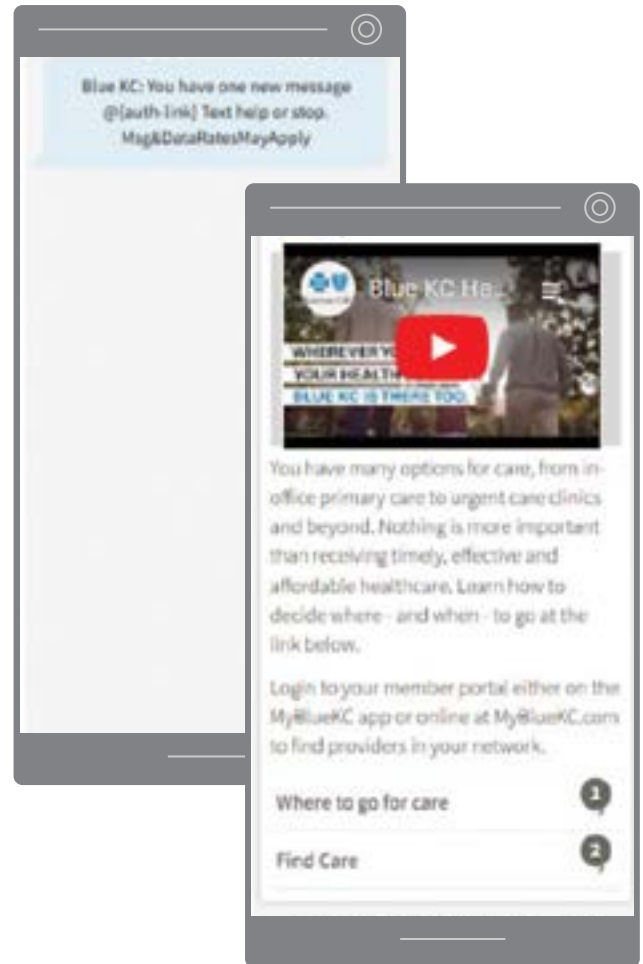 Blue KC: You have one new message
@[auth-link] Text help or stop.
Msg&DataRatesMayApply
Blue KC He...
WHEREVER YO
YOUR HEALTH
BLUE KC IS THERE TOO.
You have many options for care, from in-
office primary care to urgent care clinics
and beyond. Nothing is more important
than receiving timely, effective and
affordable healthcare. Learn how to
decide where - and when - to go at the
link below.
Login to your member portal either on the
MyBlueKC app or online at MyBlueKC.com
to find providers in your network.
Where to go for care 1
Find Care 2